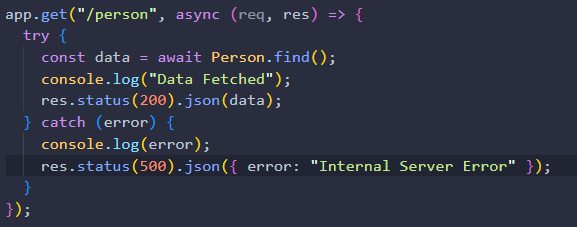 app.get("/person", async (req, res) => {
  try {
    const data = await Person.find();
    console.log("Data Fetched");
    res.status(200).json(data);
  } catch (error) {
    console.log(error);
    res.status(500).json({ error: "Internal Server Error" });
  }
});